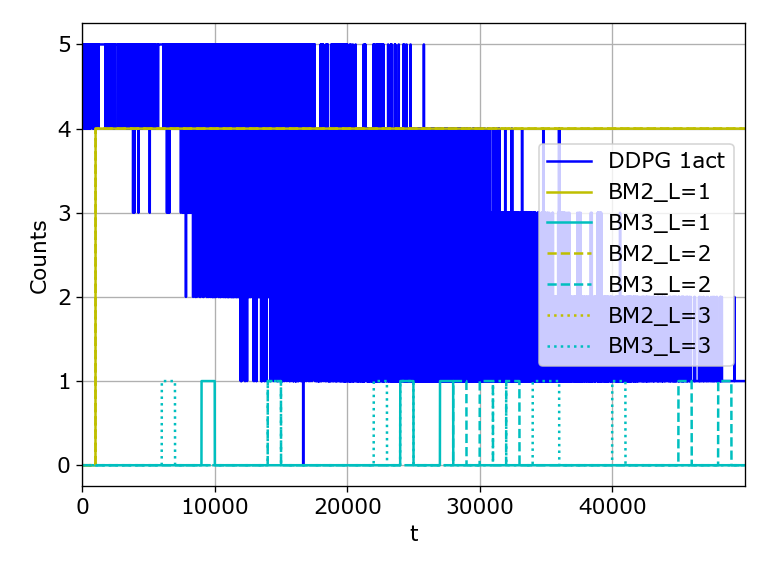 5
4
3
2
1
0
Counts
0
10000
20000
30000
40000
t
DDPG 1act
BM2_L=1
BM3_L=1
BM2_L=2
BM3_L=2
BM2_L=3
BM3_L=3